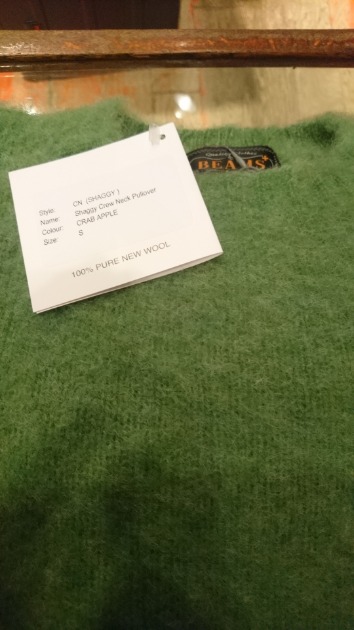 Style: CN (SHAGGY)
Name: Shaggy Crew Neck Pullover
Colour: CRAB APPLE
Size: S
100% PURE NEW WOOL
BEAMS+